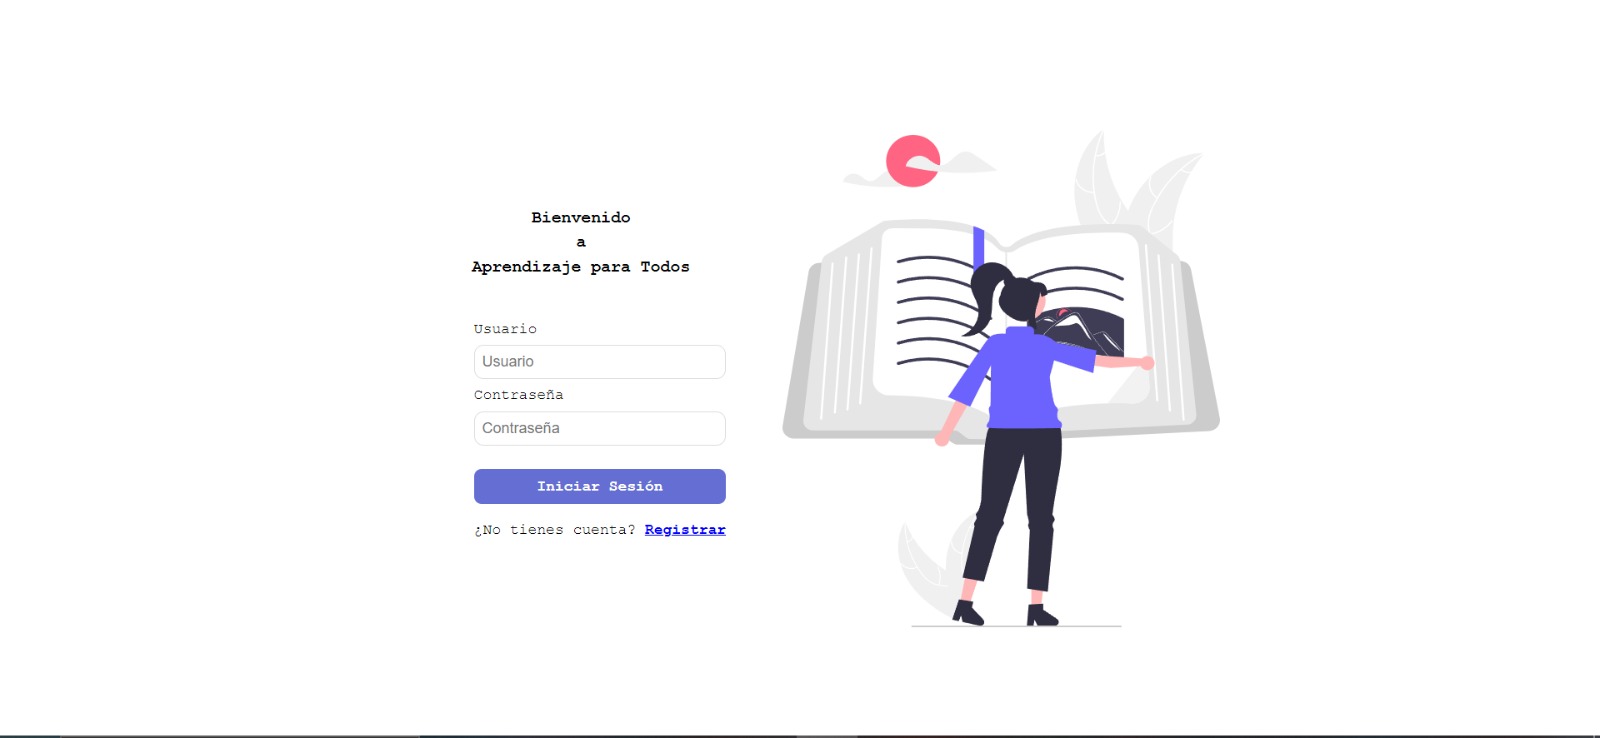 Bienvenido
a
Aprendizaje para Todos
Usuario
Usuario
Contraseña
Contraseña
Iniciar Sesión
¿No tienes cuenta? Registrar